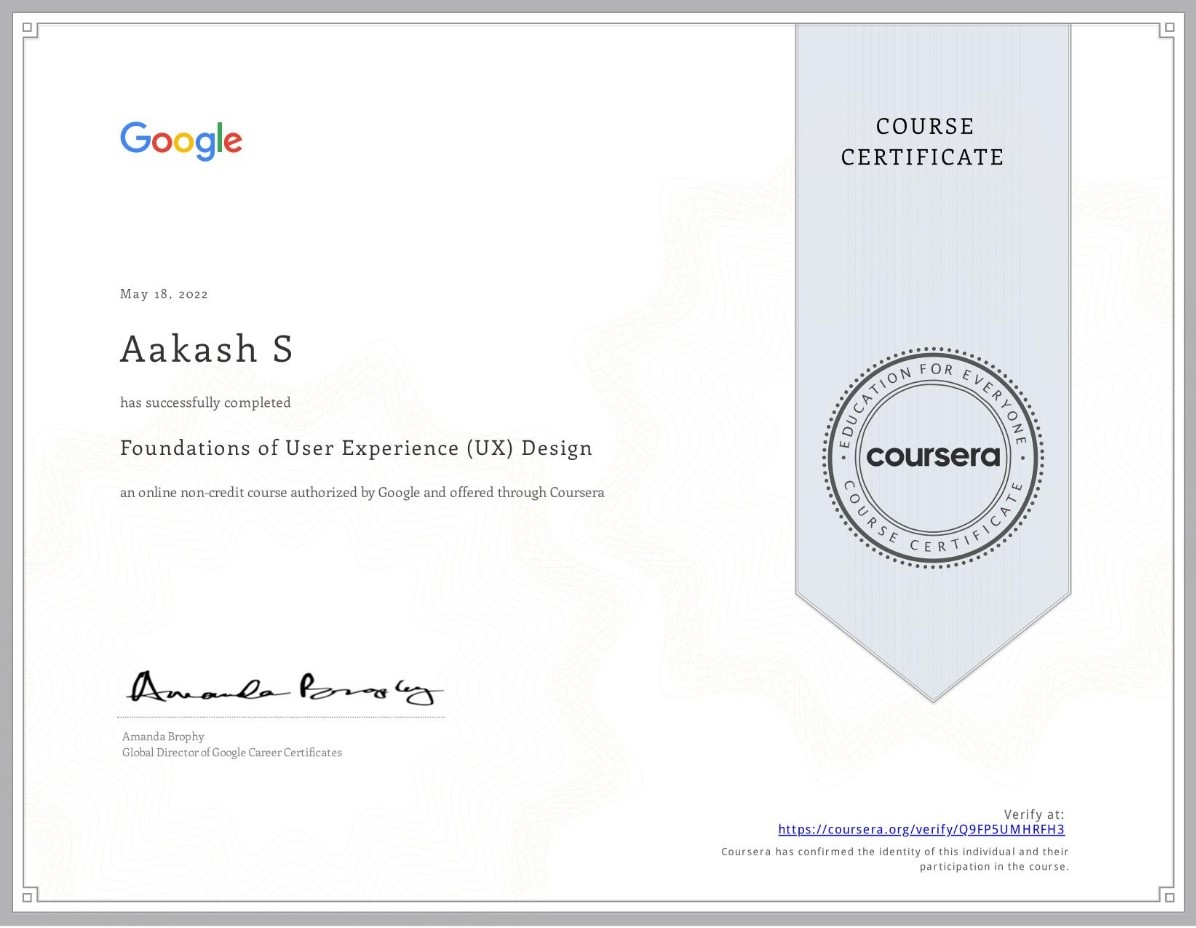 Google
COURSE
CERTIFICATE
May 18, 2022
Aakash S
has successfully completed
Foundations of User Experience (UX) Design
an online non-credit course authorized by Google and offered through Coursera
EDUCATION FOR EVERYONE
coursera
COURSE CERTIFICATE
Amanda Brophy
Amanda Brophy
Global Director of Google Career Certificates
Verify at:
https://coursera.org/verify/Q9FP5UMHRFH3
Coursera has confirmed the identity of this individual and their
participation in the course.